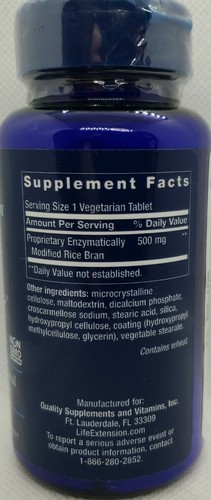 Supplement Facts
Serving Size 1 Vegetarian Tablet
Amount Per Serving % Daily Value
Proprietary Enzymatically 500 mg **
Modified Rice Bran
**Daily Value not established.
Other ingredients: microcrystalline
cellulose, maltodextrin, dicalcium phosphate,
croscarmellose sodium, stearic acid, silica,
hydroxypropyl cellulose, coating (hydroxypropyl
methylcellulose, glycerin), vegetable stearate.
Contains wheat.
NON
GMO
Manufactured for:
Quality Supplements and Vitamins, Inc.
Ft. Lauderdale, FL 33309
LifeExtension.com
To report a serious adverse event or
obtain product information, contact
1-866-280-2852.